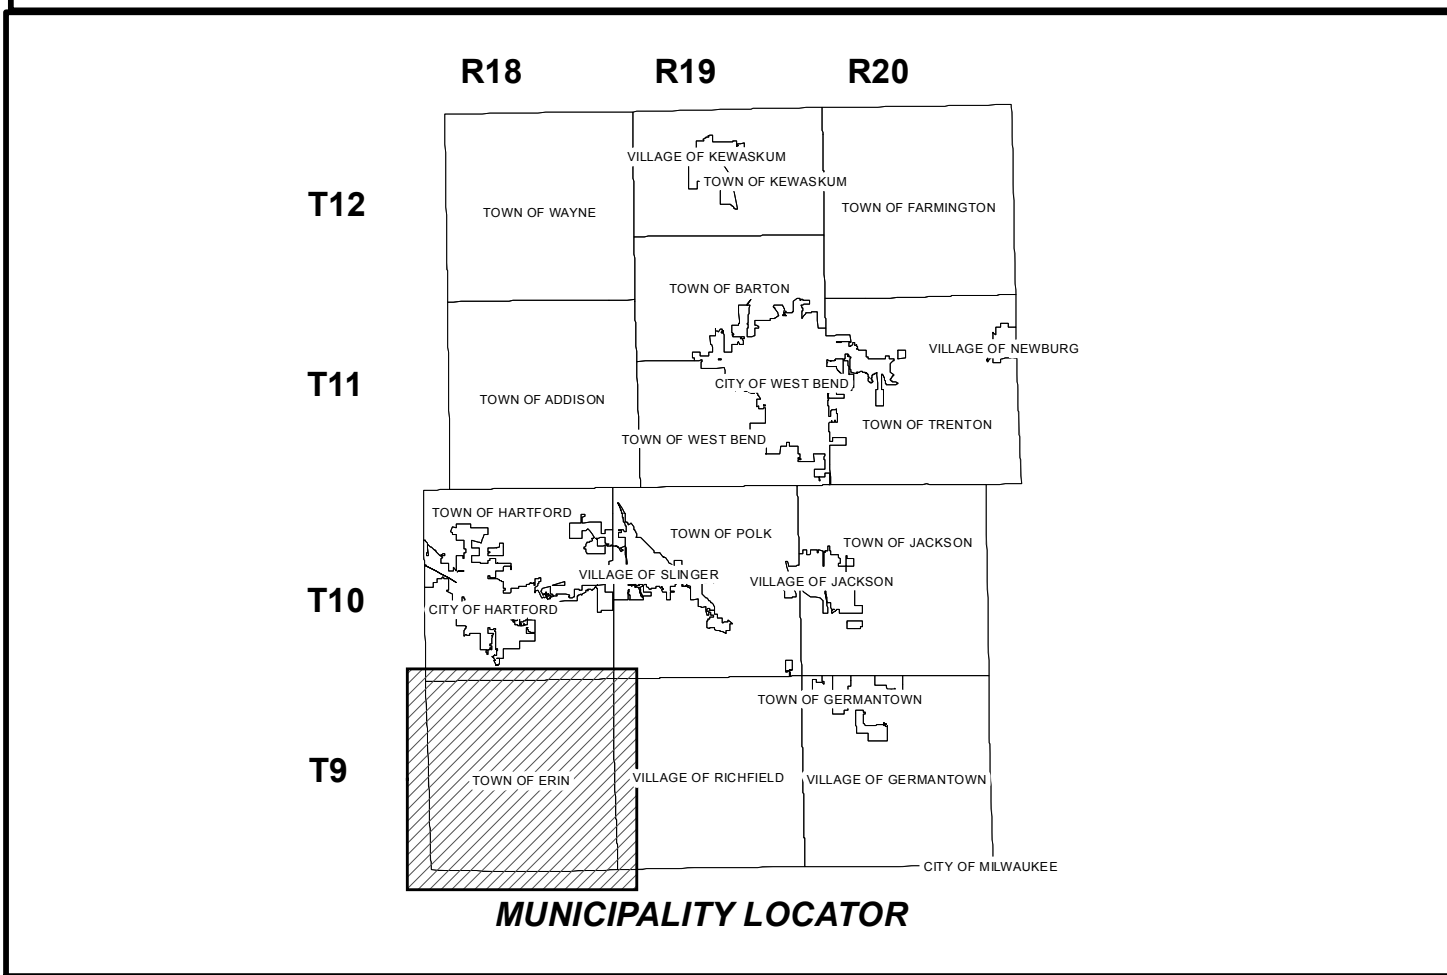 R18 R19 R20
VILLAGE OF KEWASKUM
TOWN OF KEWASKUM
T12
TOWN OF WAYNE
TOWN OF FARMINGTON
TOWN OF BARTON
VILLAGE OF NEWBURG
T11
CITY OF WEST BEND
TOWN OF ADDISON
TOWN OF TRENTON
TOWN OF WEST BEND
TOWN OF HARTFORD
TOWN OF POLK
TOWN OF JACKSON
VILLAGE OF SLINGER
VILLAGE OF JACKSON
T10
CITY OF HARTFORD
TOWN OF GERMANTOWN
T9
TOWN OF ERIN
VILLAGE OF RICHFIELD
VILLAGE OF GERMANTOWN
CITY OF MILWAUKEE
MUNICIPALITY LOCATOR